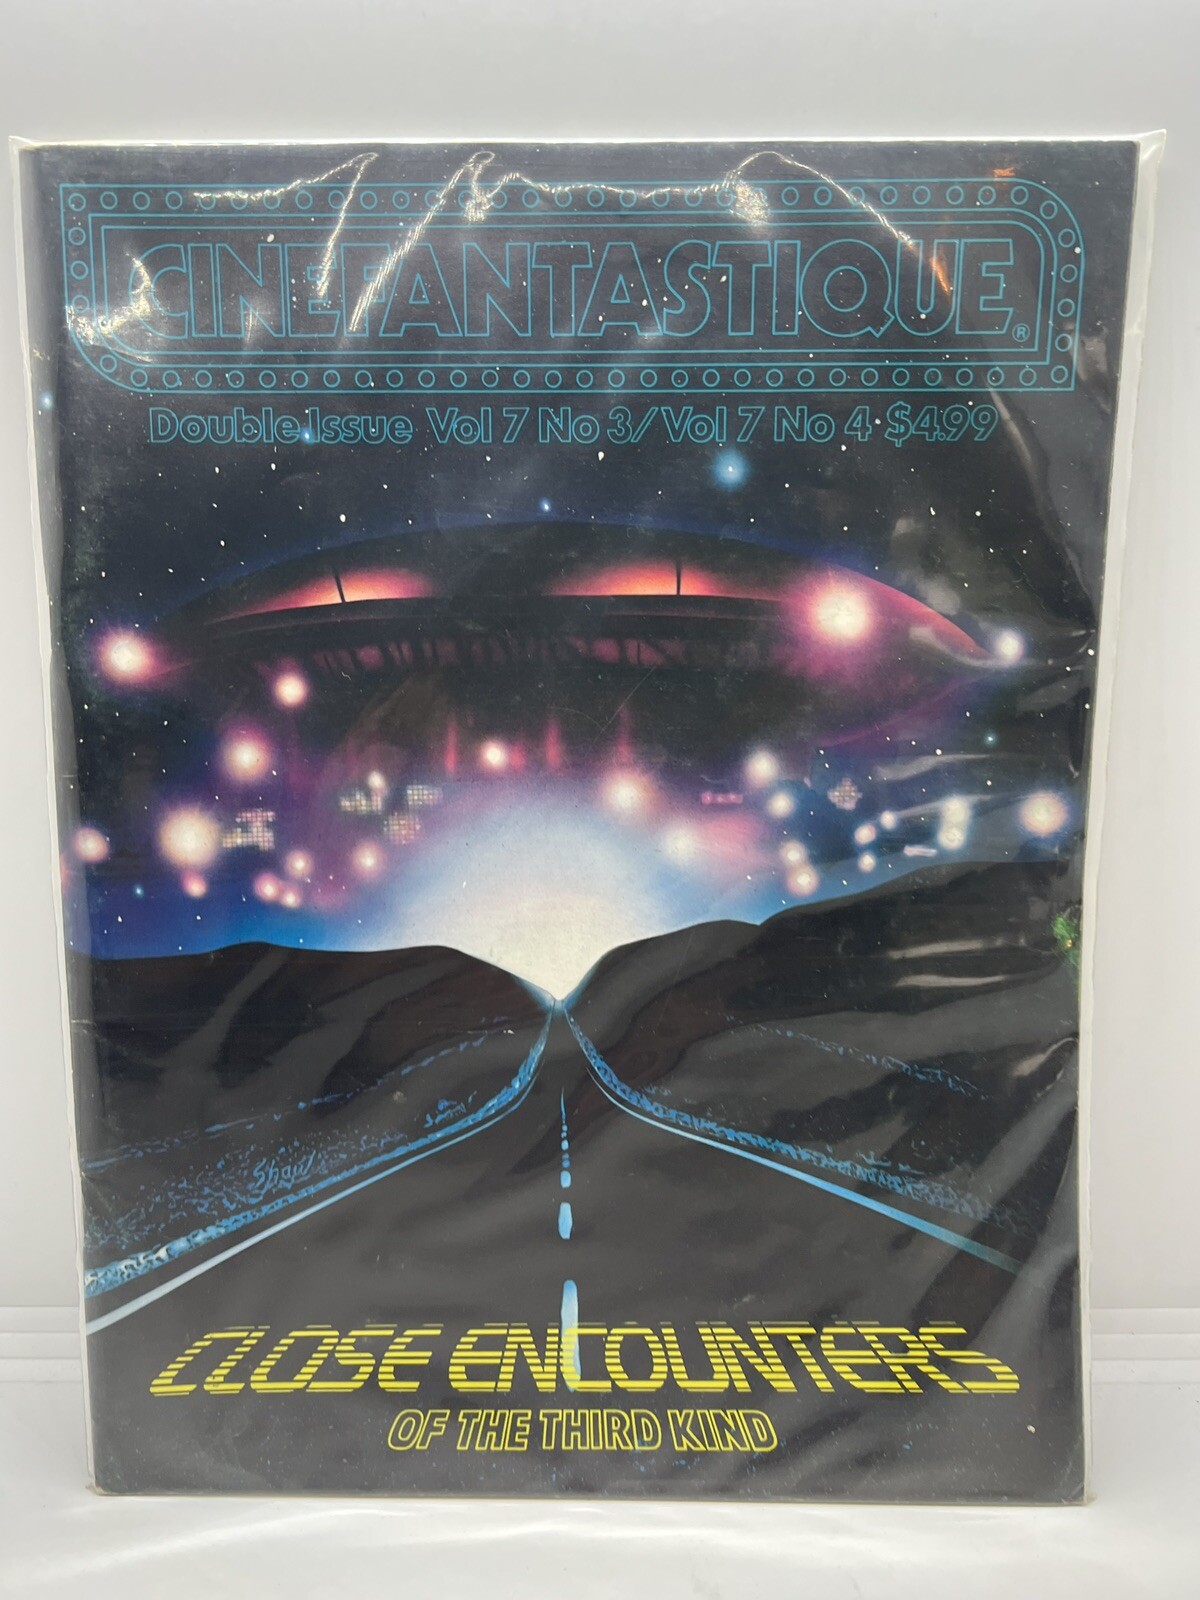 CINEFANTASTIQUE®
Double Issue Vol 7 No 3/Vol 7 No 4 $4.99
Shaul
CLOSE ENCOUNTERS
OF THE THIRD KIND